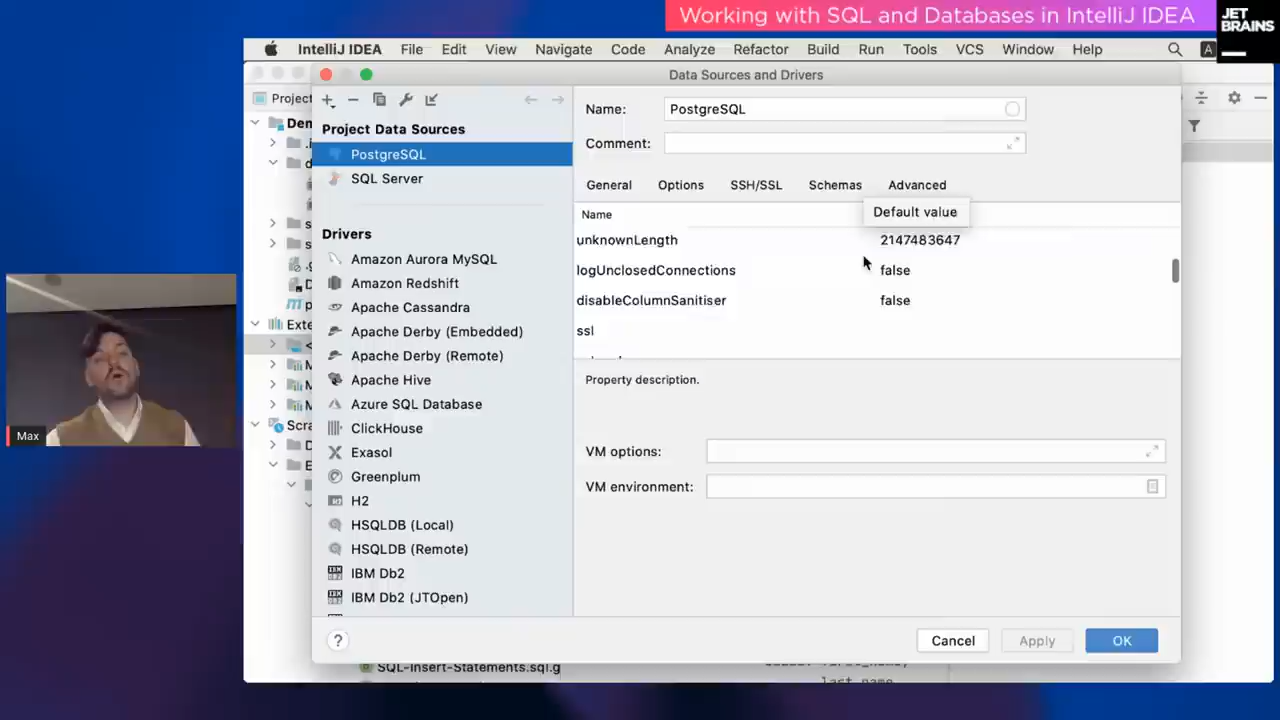 Working with SQL and Databases in IntelliJ IDEA
JET
BRAINS
IntelliJ IDEA File Edit View Navigate Code Analyze Refactor Build Run Tools VCS Window Help A
Data Sources and Drivers
Project Data Sources
PostgreSQL
SQL Server
Drivers
Amazon Aurora MySQL
Amazon Redshift
Apache Cassandra
Apache Derby (Embedded)
Apache Derby (Remote)
Apache Hive
Azure SQL Database
ClickHouse
Exasol
Greenplum
H2
HSQLDB (Local)
HSQLDB (Remote)
IBM Db2
IBM Db2 (JTOpen)
Name: PostgreSQL
Comment:
General Options SSH/SSL Schemas Advanced
Default value
Name
unknownLength 2147483647
logUnclosedConnections false
disableColumnSanitiser false
ssl
Property description.
VM options:
VM environment:
? Cancel Apply OK
SQL-Insert-Statements.sql.g
last_name
Max